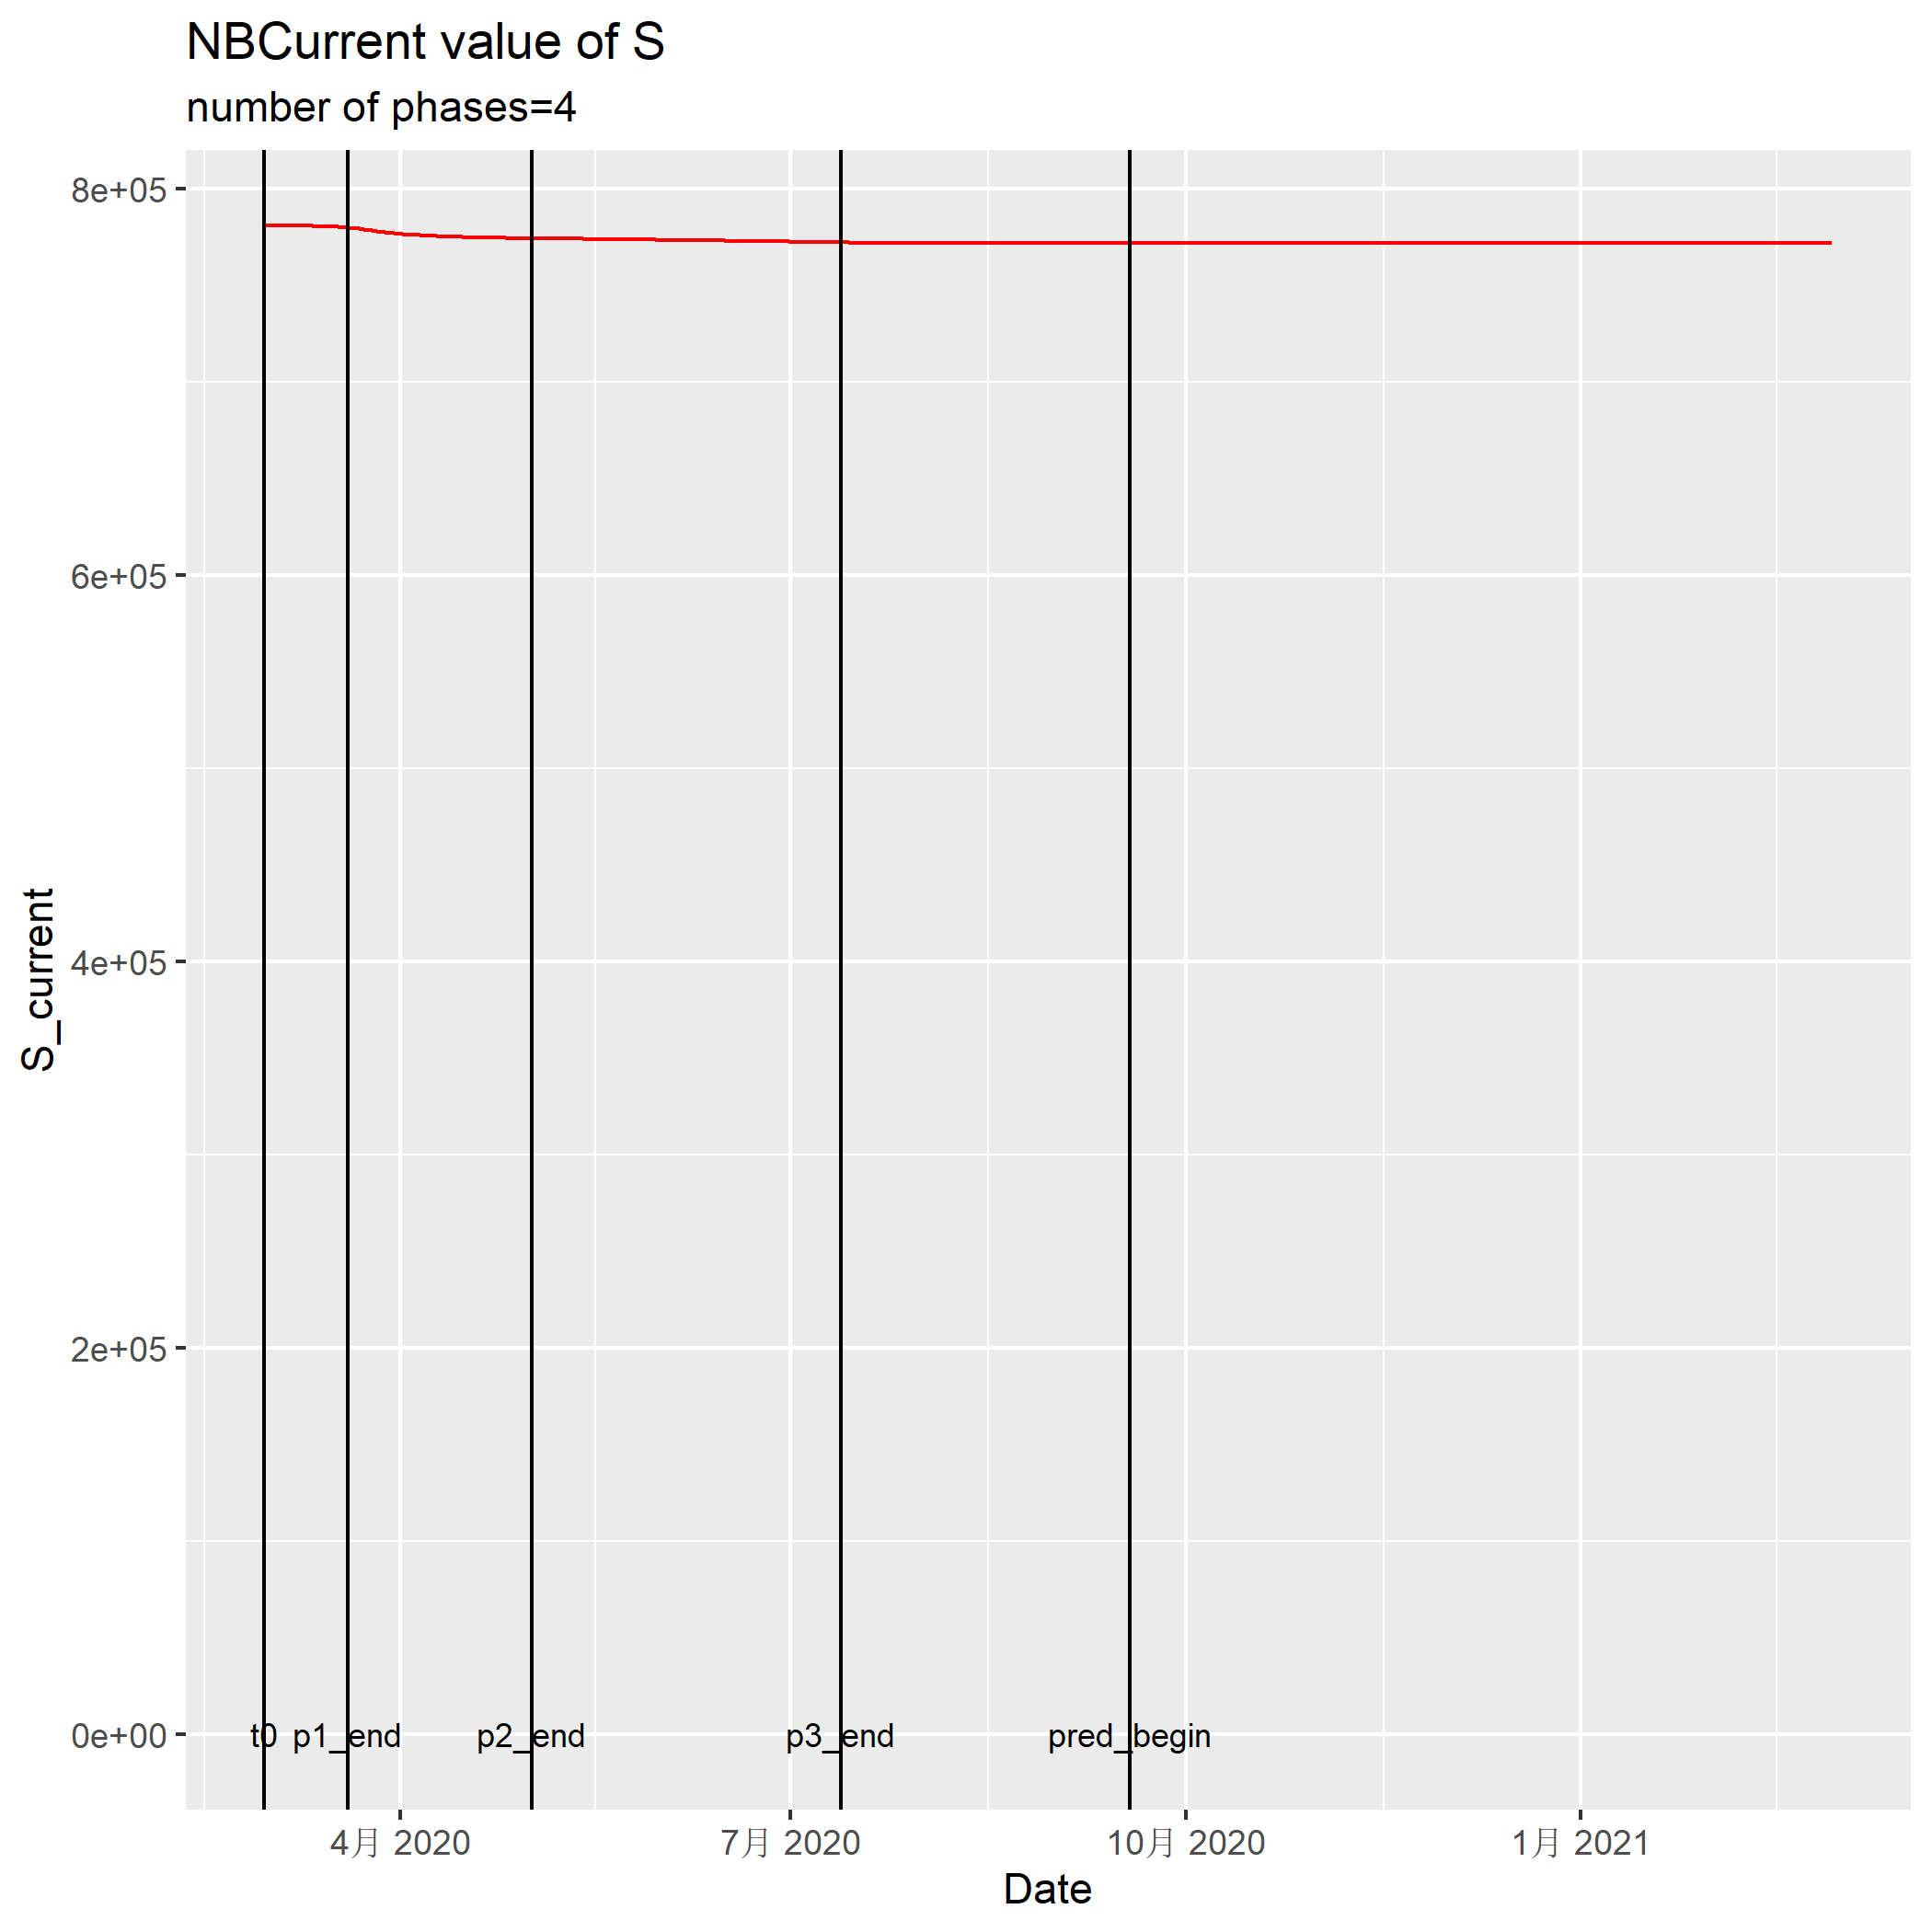 NBCurrent value of S
number of phases=4
8e+05
6e+05
4e+05
2e+05
0e+00
S_current
t0 p1_end p2_end p3_end pred_begin
4月 2020 7月 2020 10月 2020 1月 2021
Date